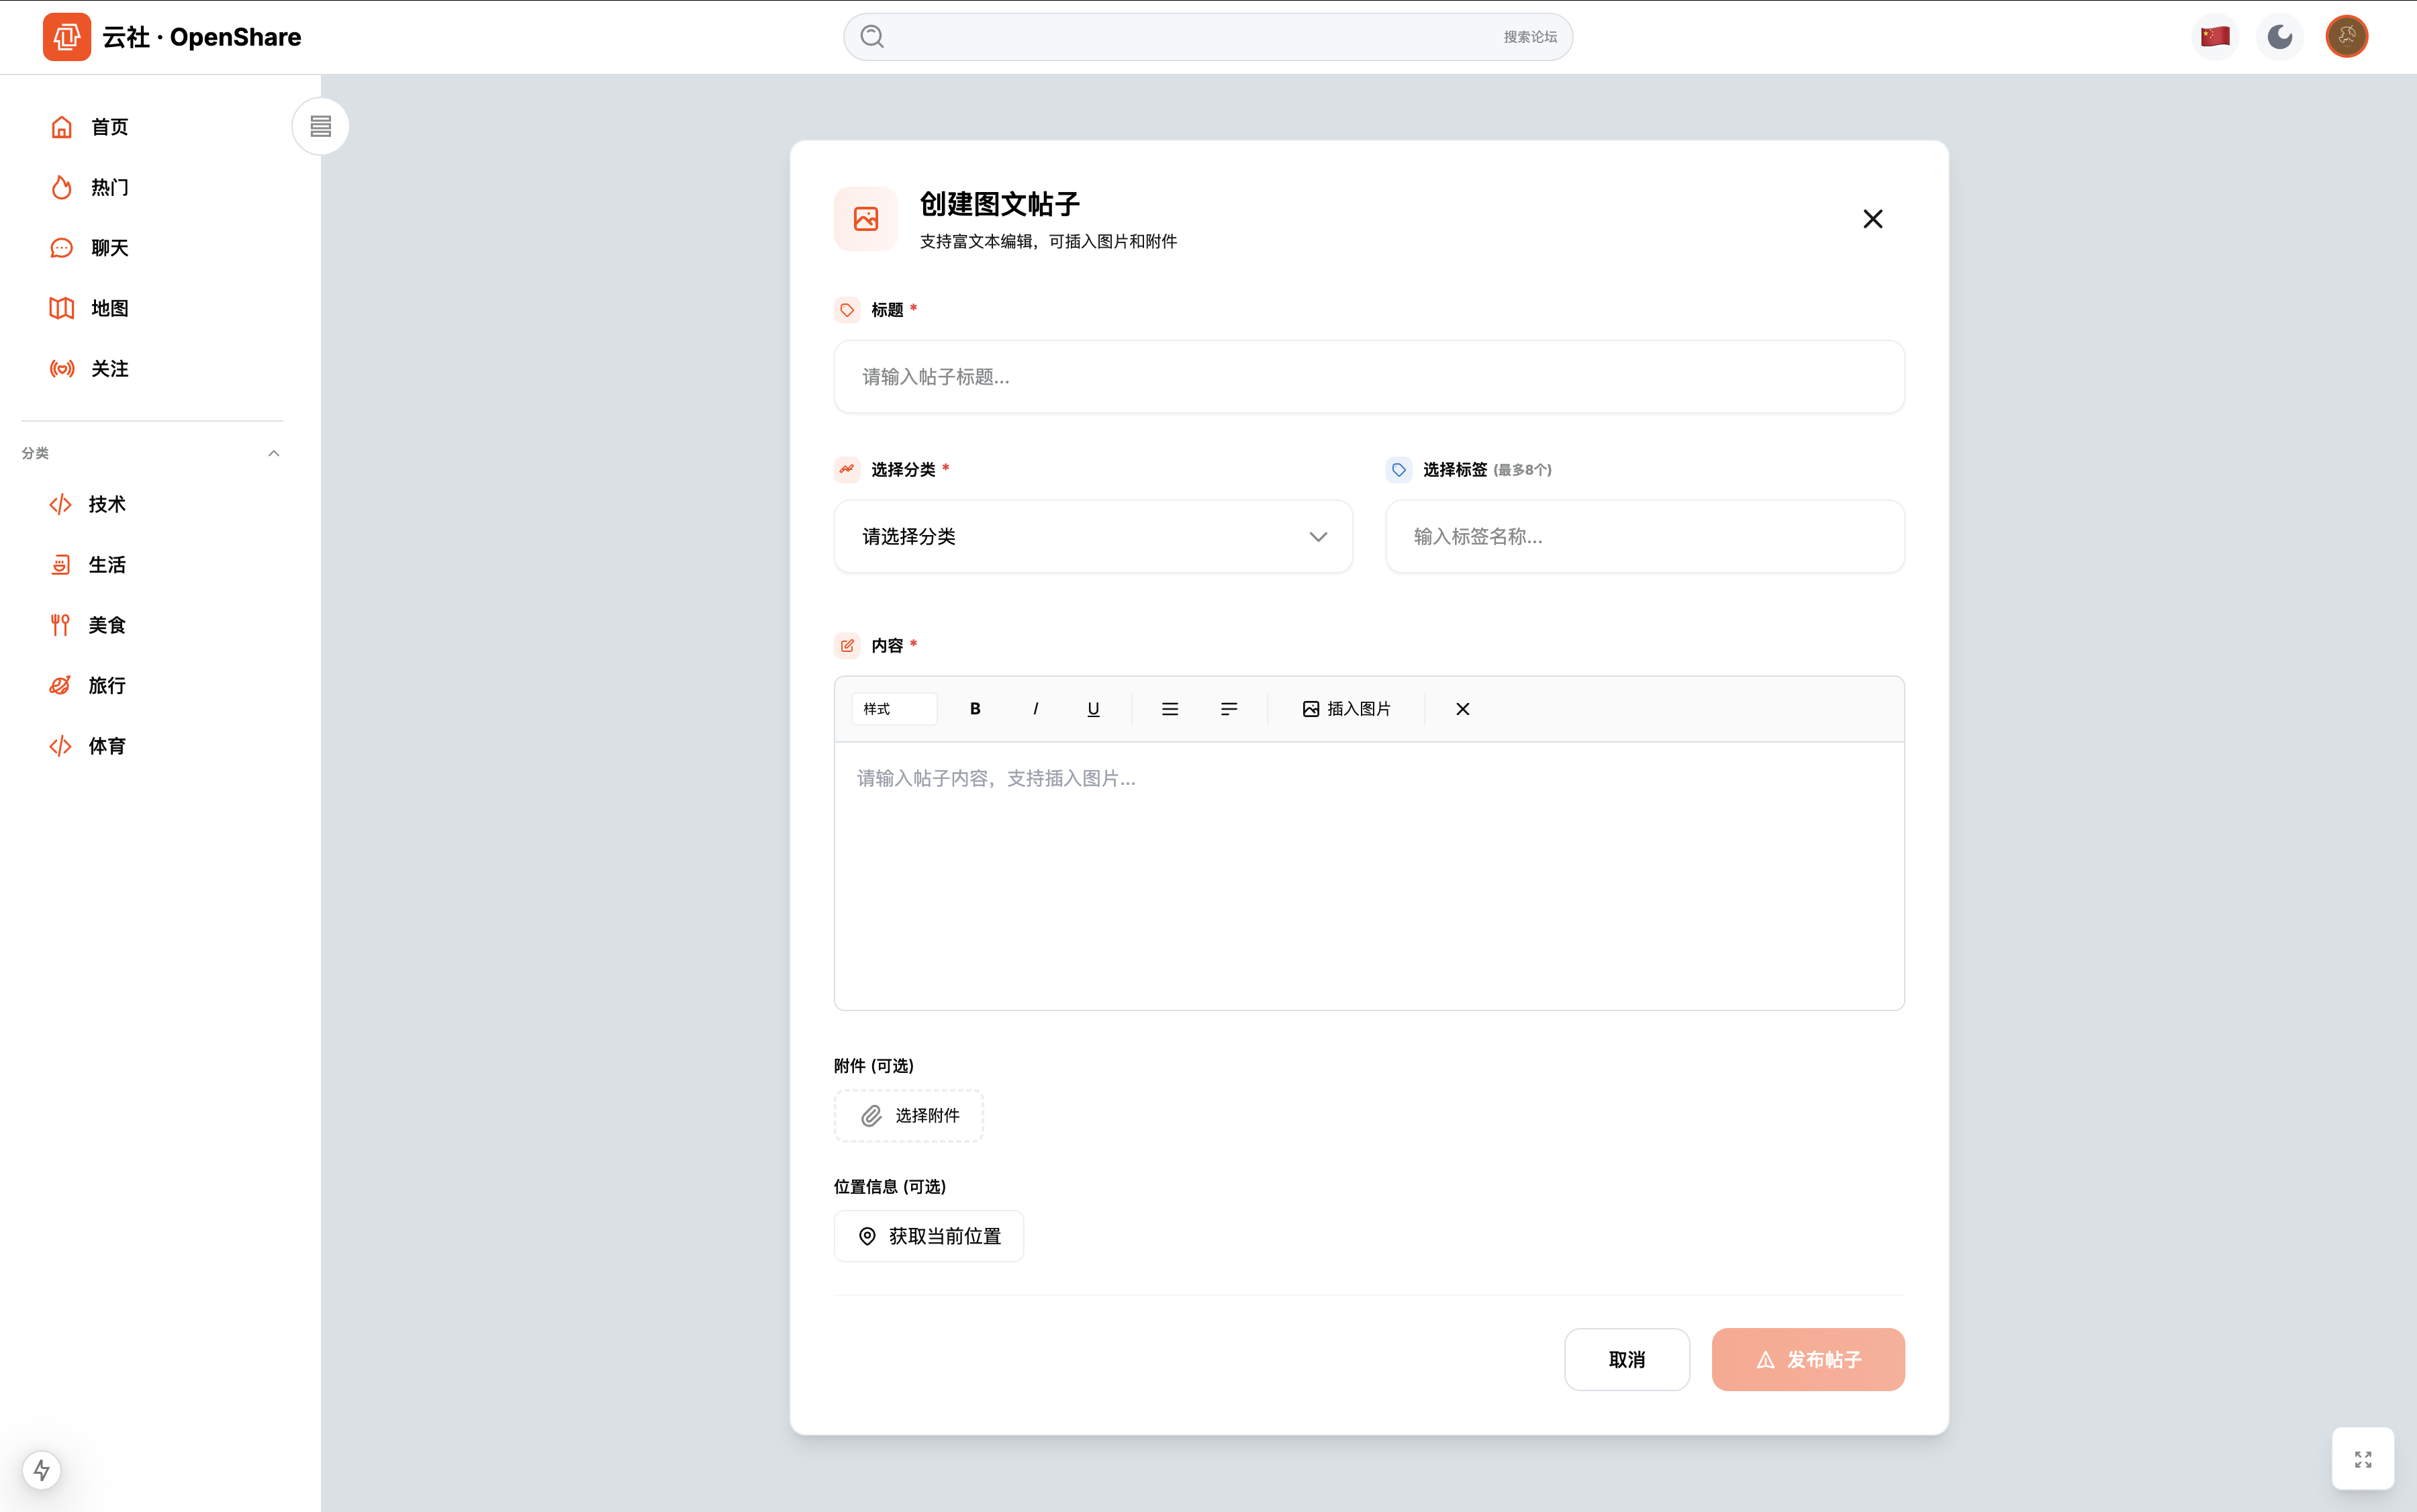 云社 · OpenShare
搜索论坛
首页
热门
聊天
地图
关注
分类
技术
生活
美食
旅行
体育
创建图文帖子
支持富文本编辑，可插入图片和附件
标题 *
请输入帖子标题...
选择分类 *
选择标签 (最多8个)
请选择分类
输入标签名称...
内容 *
样式 B I U 插入图片
请输入帖子内容，支持插入图片...
附件 (可选)
选择附件
位置信息 (可选)
获取当前位置
取消
发布帖子